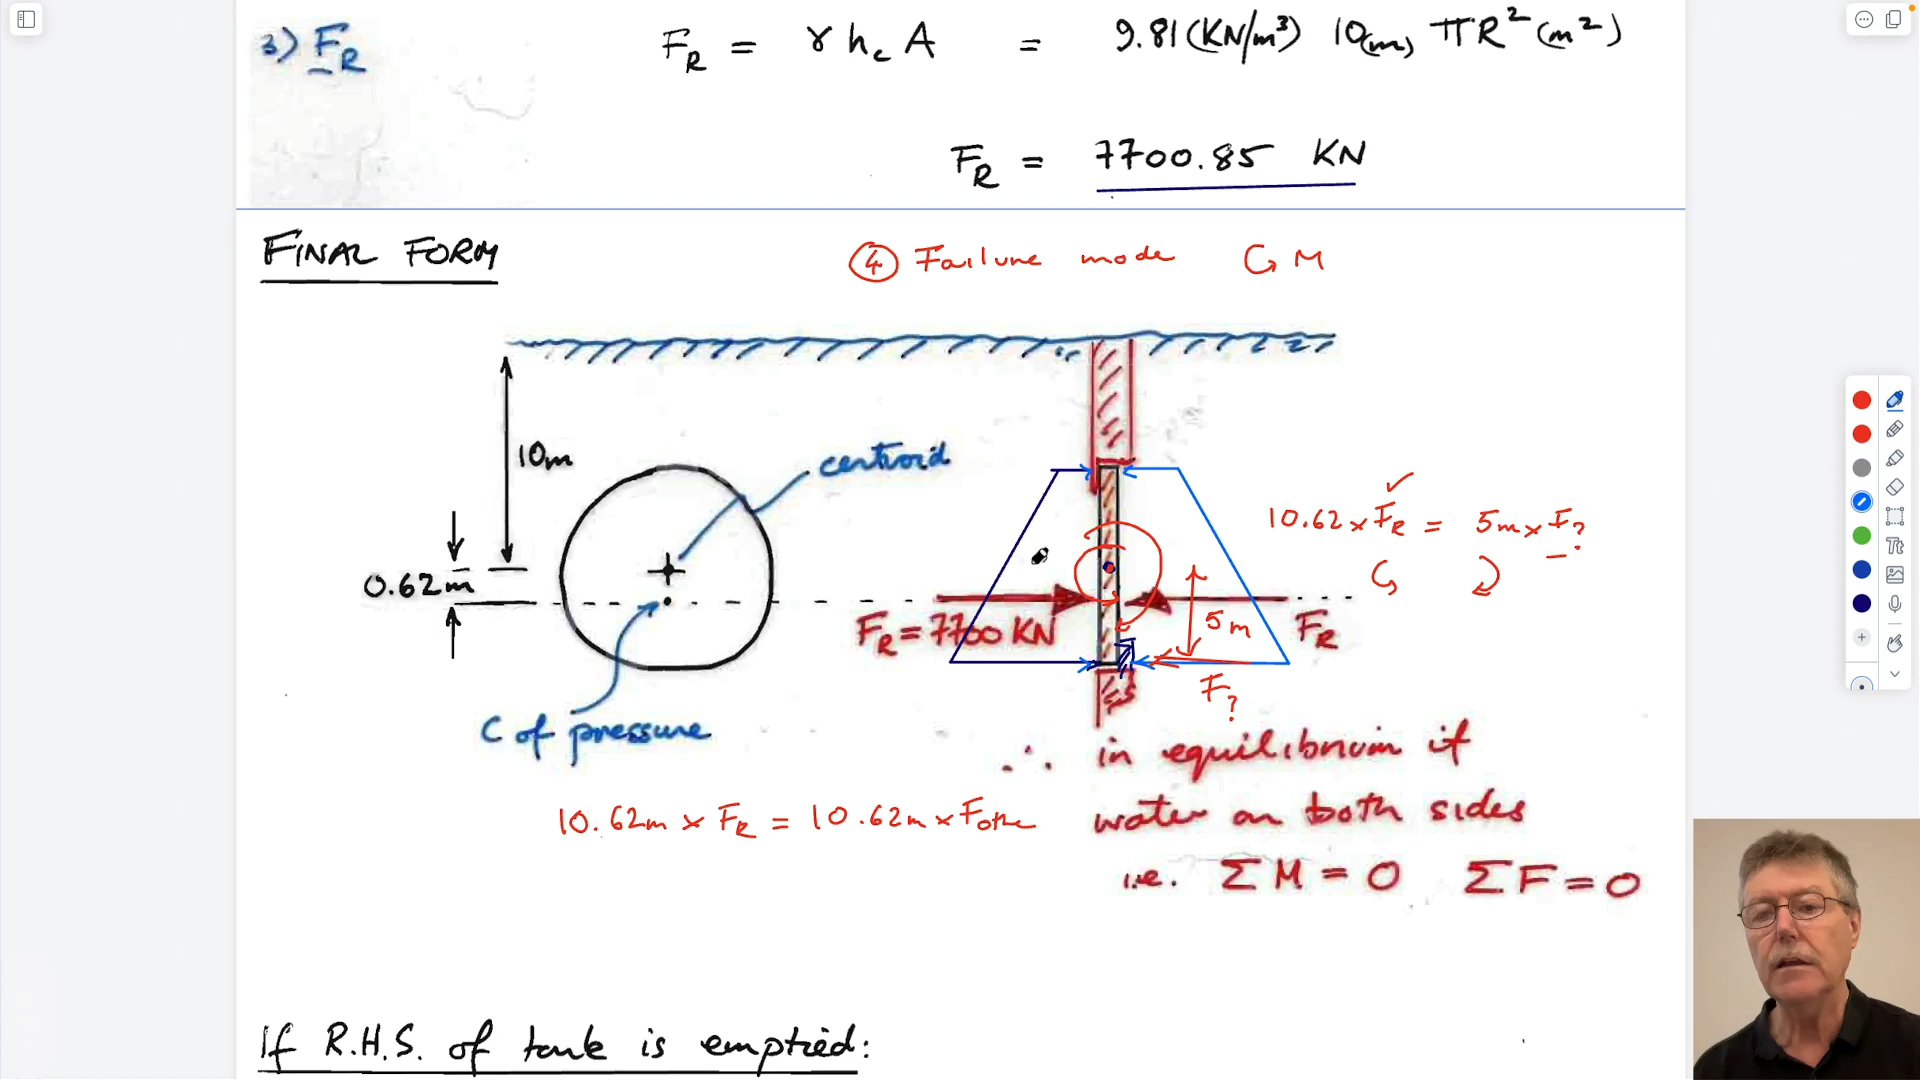 3) F_R
F_R = γ h_c A = 9.81 (KN/m³) 10(m) πR² (m²)
F_R = 7700.85 KN
FINAL FORM
④ Failure mode M
10m
centroid
10.62 x F_R = 5m x F?
0.62m
F_R = 7700 KN
5m
F_R
F?
C of pressure
∴ in equilibrium if
10.62m x F_R = 10.62m x Fothe
water on both sides
i.e. ΣM = 0 ΣF = 0
If R.H.S. of tank is emptied:
Tt